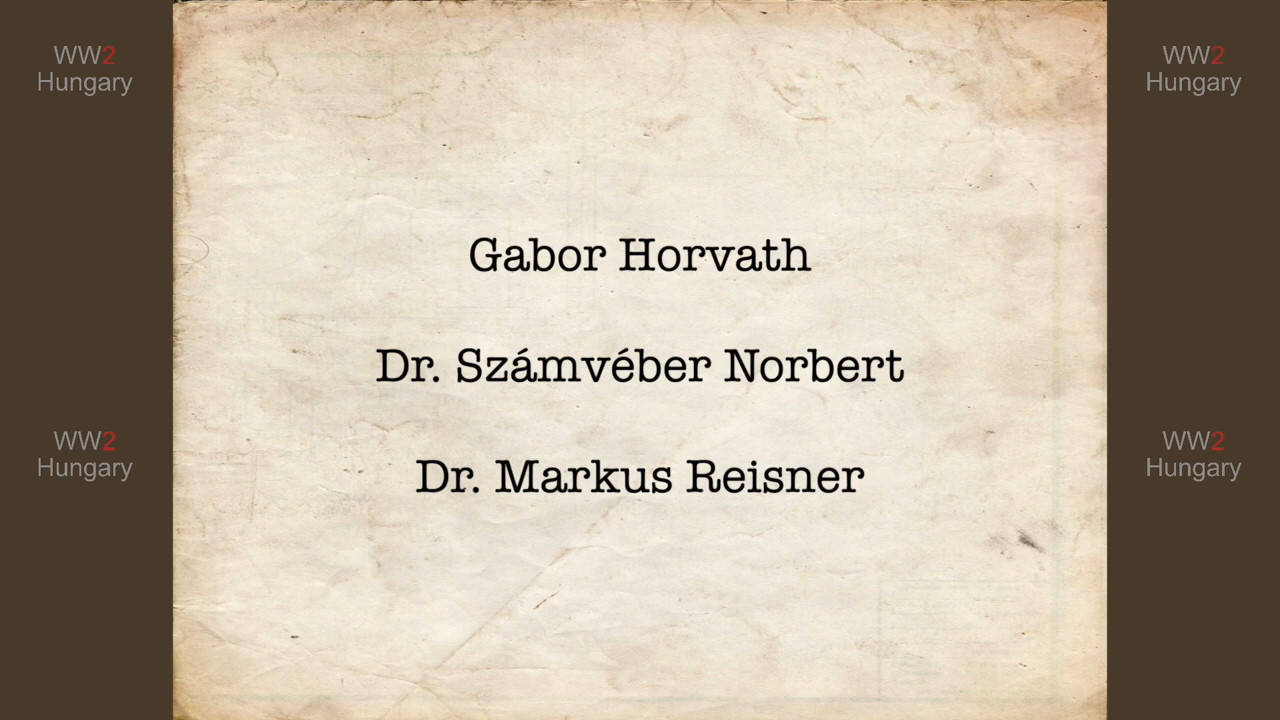 WW2
Hungary
WW2
Hungary
Gabor Horvath
Dr. Számvéber Norbert
Dr. Markus Reisner
WW2
Hungary
WW2
Hungary